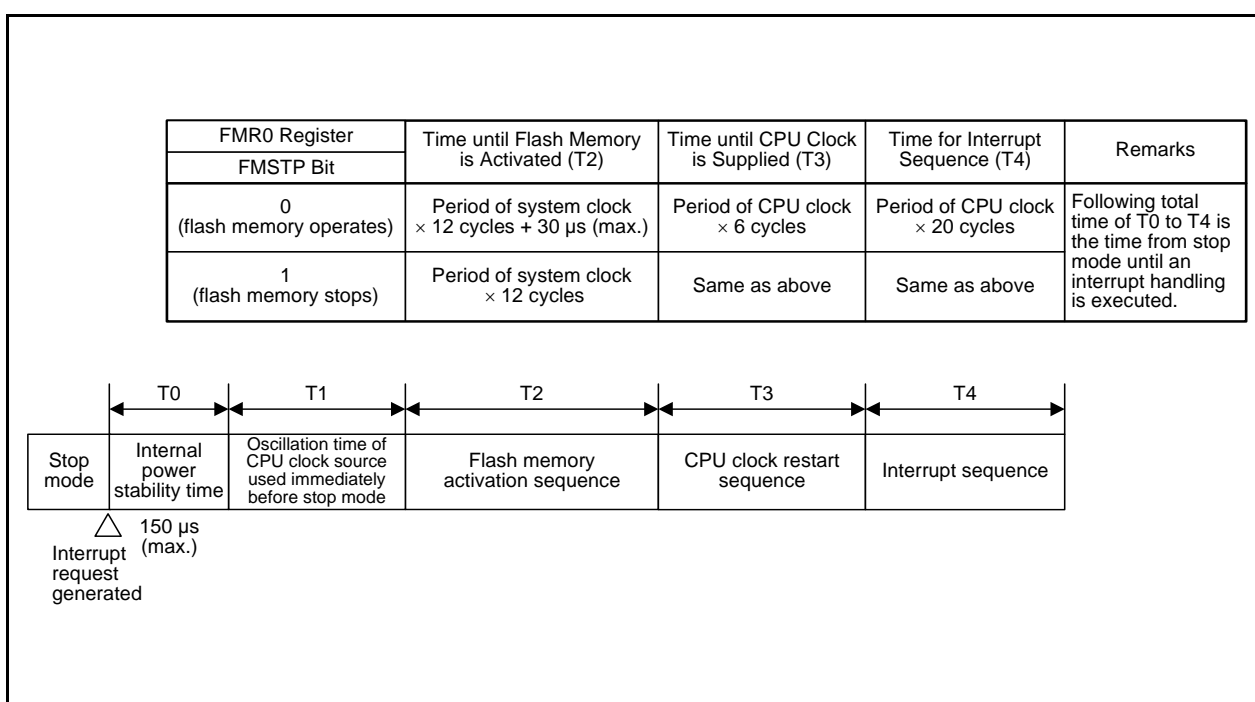 FMR0 Register
FMSTP Bit
Time until Flash Memory
is Activated (T2)
Time until CPU Clock
is Supplied (T3)
Time for Interrupt
Sequence (T4)
Remarks
0
(flash memory operates)
Period of system clock
× 12 cycles + 30 µs (max.)
Period of CPU clock
× 6 cycles
Period of CPU clock
× 20 cycles
Following total
time of T0 to T4 is
the time from stop
mode until an
interrupt handling
is executed.
1
(flash memory stops)
Period of system clock
× 12 cycles
Same as above
Same as above
T0
T1
T2
T3
T4
Stop
mode
Internal
power
stability time
Oscillation time of
CPU clock source
used immediately
before stop mode
Flash memory
activation sequence
CPU clock restart
sequence
Interrupt sequence
150 µs
(max.)
Interrupt
request
generated